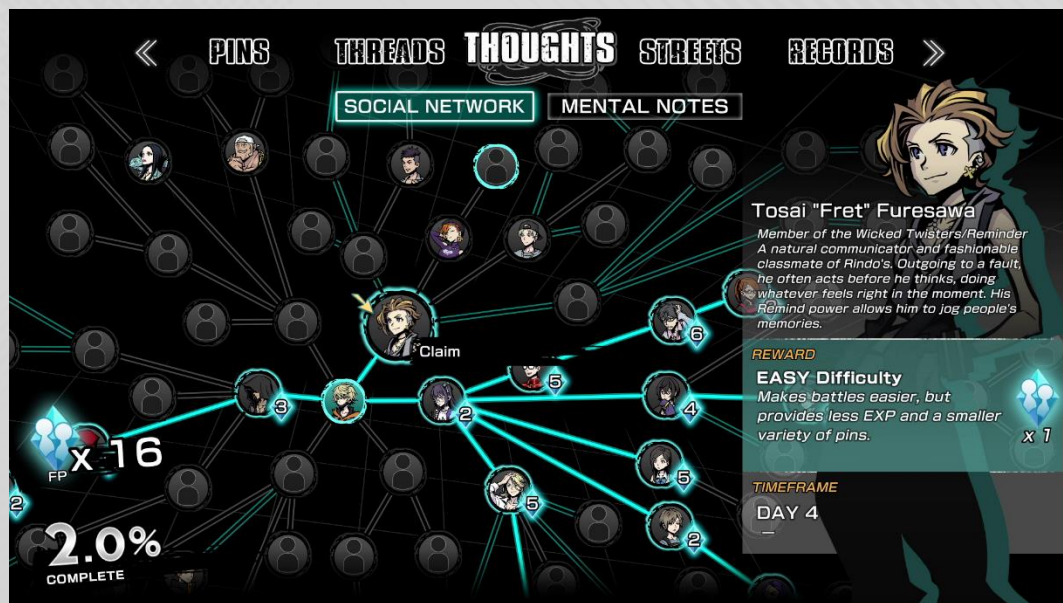 PINS THREADS THOUGHTS STREETS RECORDS
SOCIAL NETWORK MENTAL NOTES
Tosai "Fret" Furesawa
Member of the Wicked Twisters/Reminder
A natural communicator and fashionable
classmate of Rindo's. Outgoing to a fault,
he often acts before he thinks, doing
whatever feels right in the moment. His
Remind power allows him to jog people's
memories.
6
Claim
REWARD
EASY Difficulty
Makes battles easier, but
provides less EXP and a smaller
variety of pins.
x 1
5
3
2
4
FP x 16
5
2
5
TIMEFRAME
DAY 4
–
2
2.0%
COMPLETE